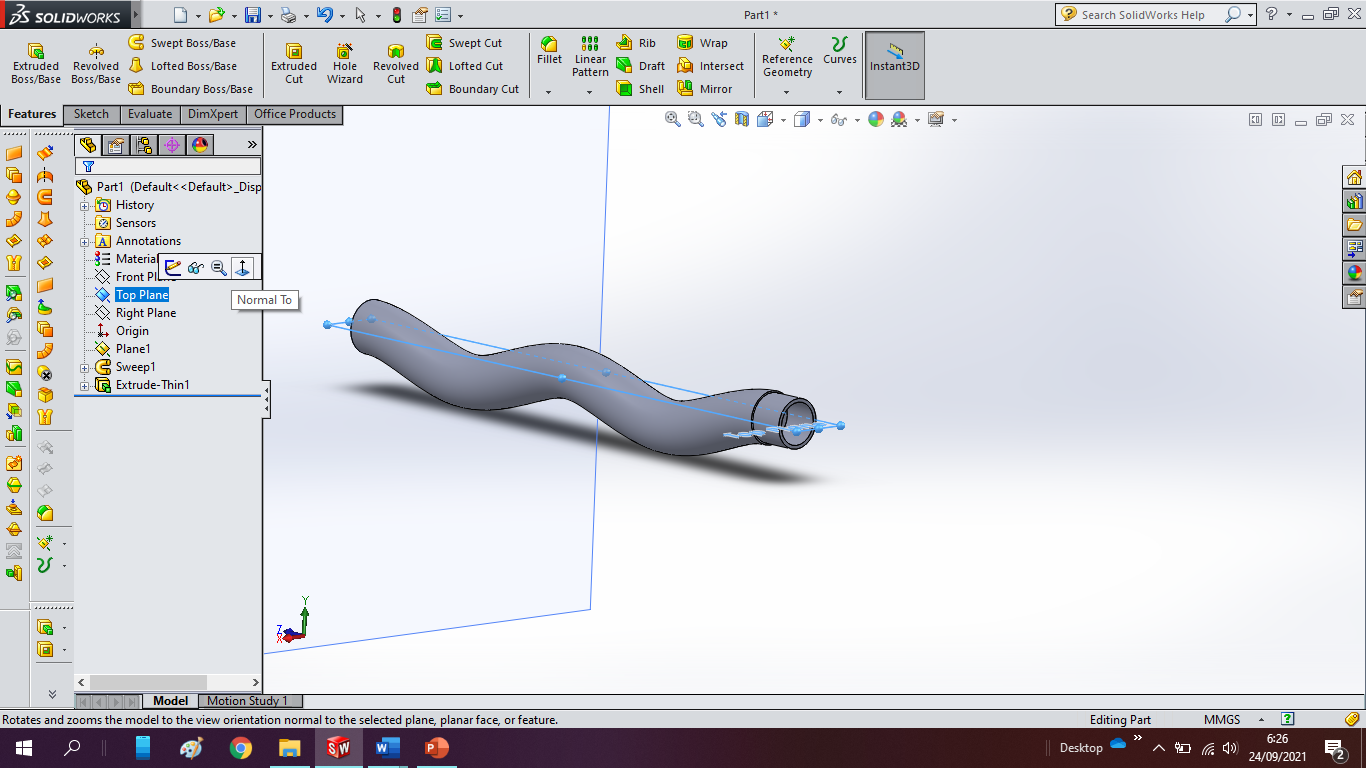 SOLIDWORKS
Part1 *
Search SolidWorks Help
Extruded Boss/Base
Revolved Boss/Base
Swept Boss/Base
Lofted Boss/Base
Boundary Boss/Base
Extruded Cut
Hole Wizard
Revolved Cut
Swept Cut
Lofted Cut
Boundary Cut
Fillet
Linear Pattern
Rib
Draft
Shell
Wrap
Intersect
Mirror
Reference Geometry
Curves
Instant3D
Features
Sketch
Evaluate
DimXpert
Office Products
Part1 (Default<<Default>_Disp
History
Sensors
A
Annotations
Material
Front Plane
Top Plane
Normal To
Right Plane
Origin
Plane1
Sweep1
Extrude-Thin1
Y
Z
X
Model
Motion Study 1
Rotates and zooms the model to the view orientation normal to the selected plane, planar face, or feature.
Editing Part
MMGS
SW
W
P
Desktop
6:26
24/09/2021
2